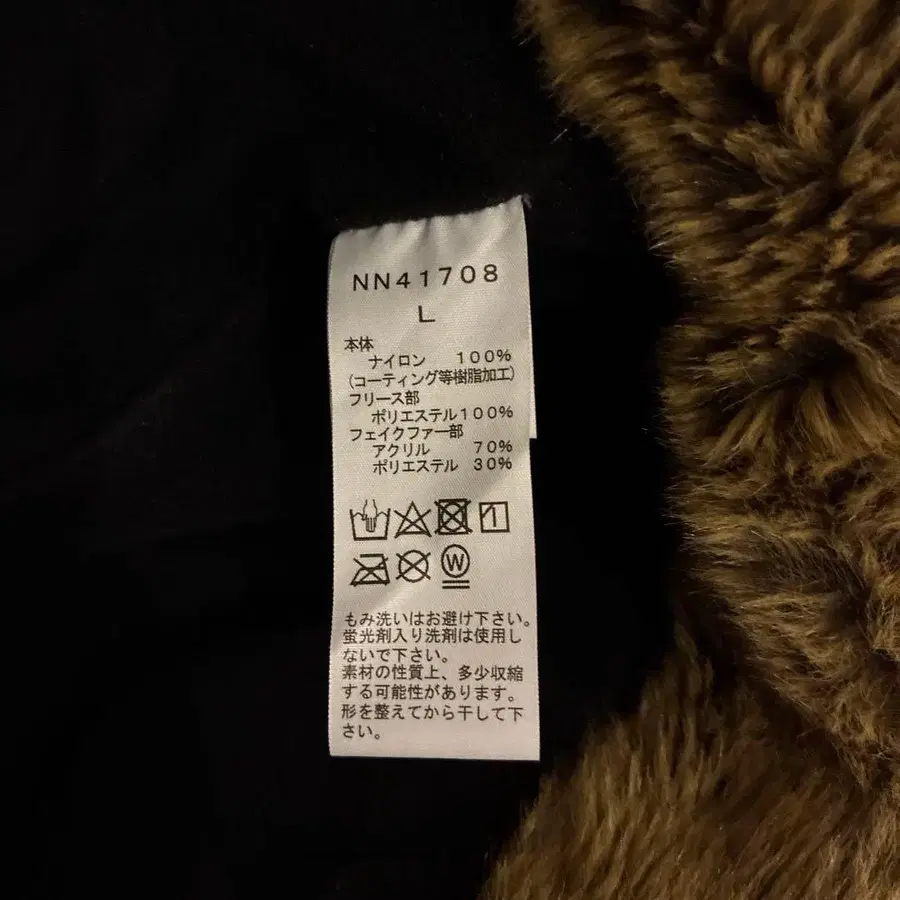 NN41708
L
本体
ナイロン 100%
(コーティング等樹脂加工)
フリース部
ポリエステル100%
フェイクファー部
アクリル 70%
ポリエステル 30%
W
もみ洗いはお避け下さい。
蛍光剤入り洗剤は使用し
ないで下さい。
素材の性質上、多少収縮
する可能性があります。
形を整えてから干して下
さい。